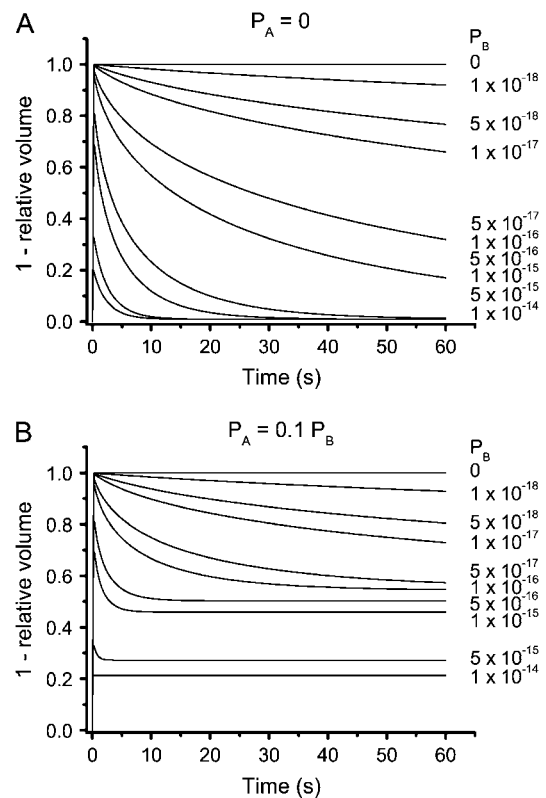 A
P_A = 0
P_B
0
1 x 10^-18
5 x 10^-18
1 x 10^-17
5 x 10^-17
1 x 10^-16
5 x 10^-16
1 x 10^-15
5 x 10^-15
1 x 10^-14
1.0
0.8
0.6
0.4
0.2
0.0
1 - relative volume
0 10 20 30 40 50 60
Time (s)
B
P_A = 0.1 P_B
P_B
0
1 x 10^-18
5 x 10^-18
1 x 10^-17
5 x 10^-17
1 x 10^-16
5 x 10^-16
1 x 10^-15
5 x 10^-15
1 x 10^-14
1.0
0.8
0.6
0.4
0.2
0.0
1 - relative volume
0 10 20 30 40 50 60
Time (s)